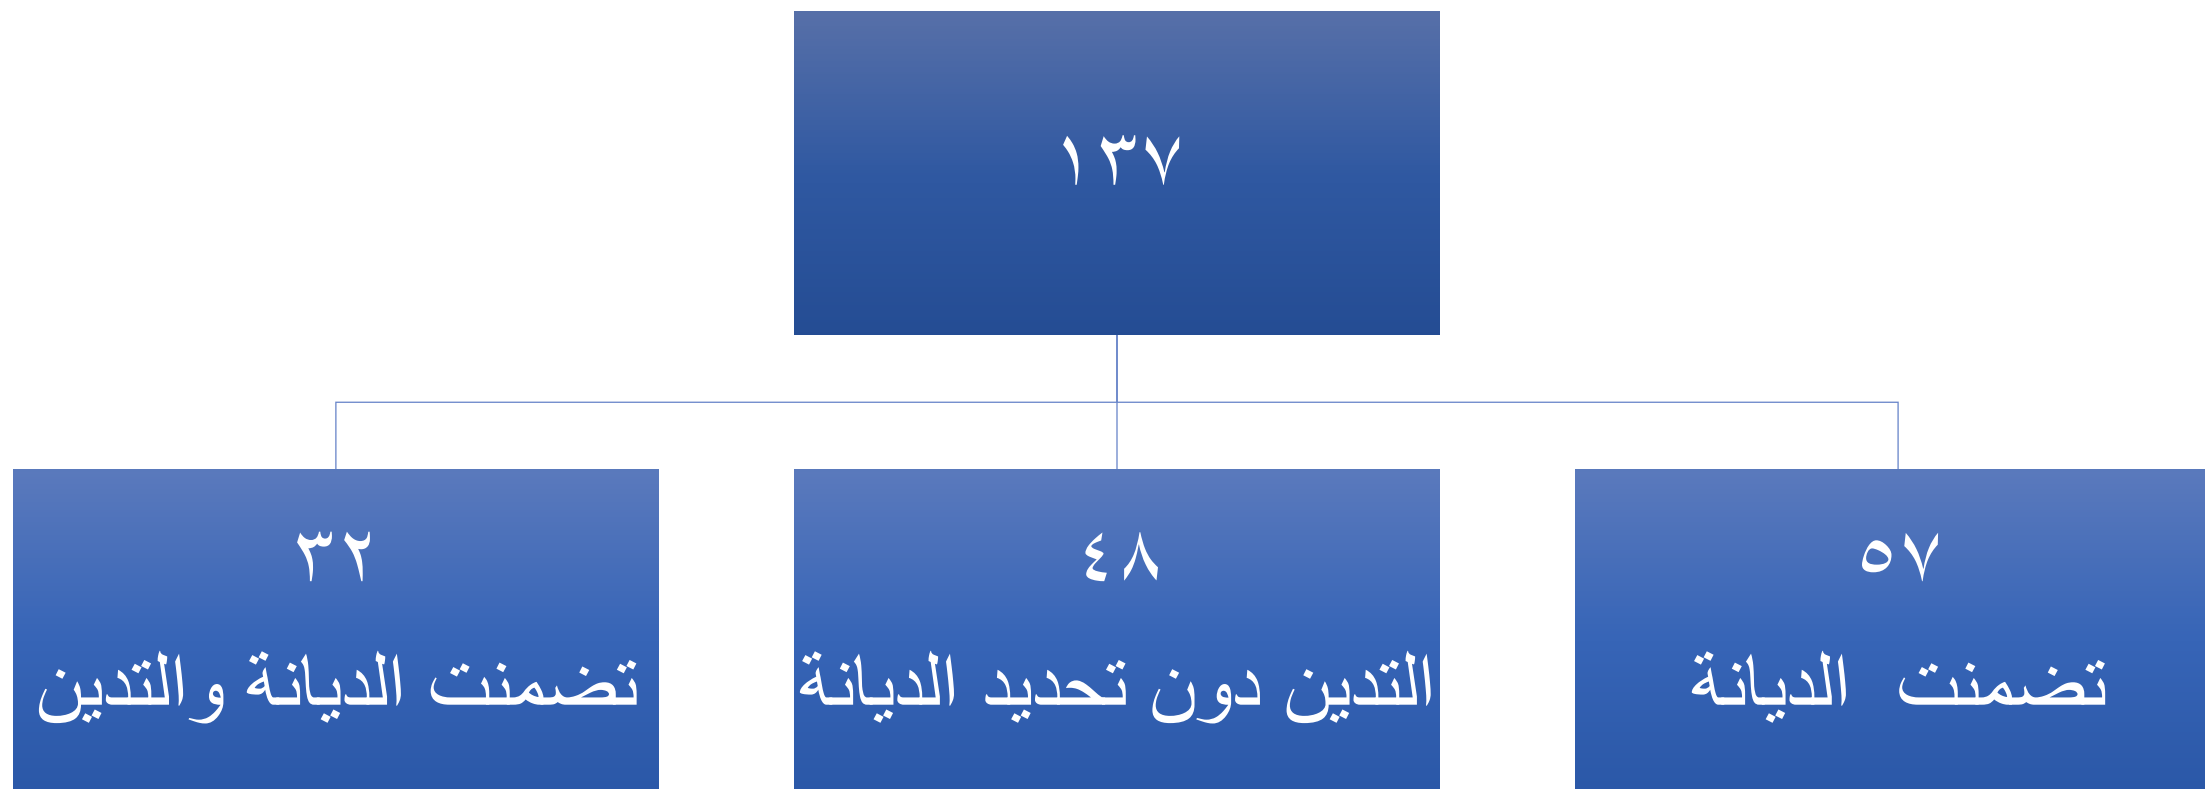 ١٣٧
٥٧
تضمنت الديانة
٤٨
التدين دون تحديد الديانة
٣٢
تضمنت الديانة والتدين